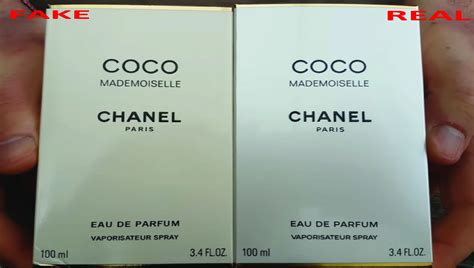 FAKE
REAL
COCO
MADEMOISELLE
CHANEL
PARIS
EAU DE PARFUM
VAPORISATEUR SPRAY
100 ml 3.4 FL.OZ.
COCO
MADEMOISELLE
CHANEL
PARIS
EAU DE PARFUM
VAPORISATEUR SPRAY
100 ml 3.4 FL.OZ.